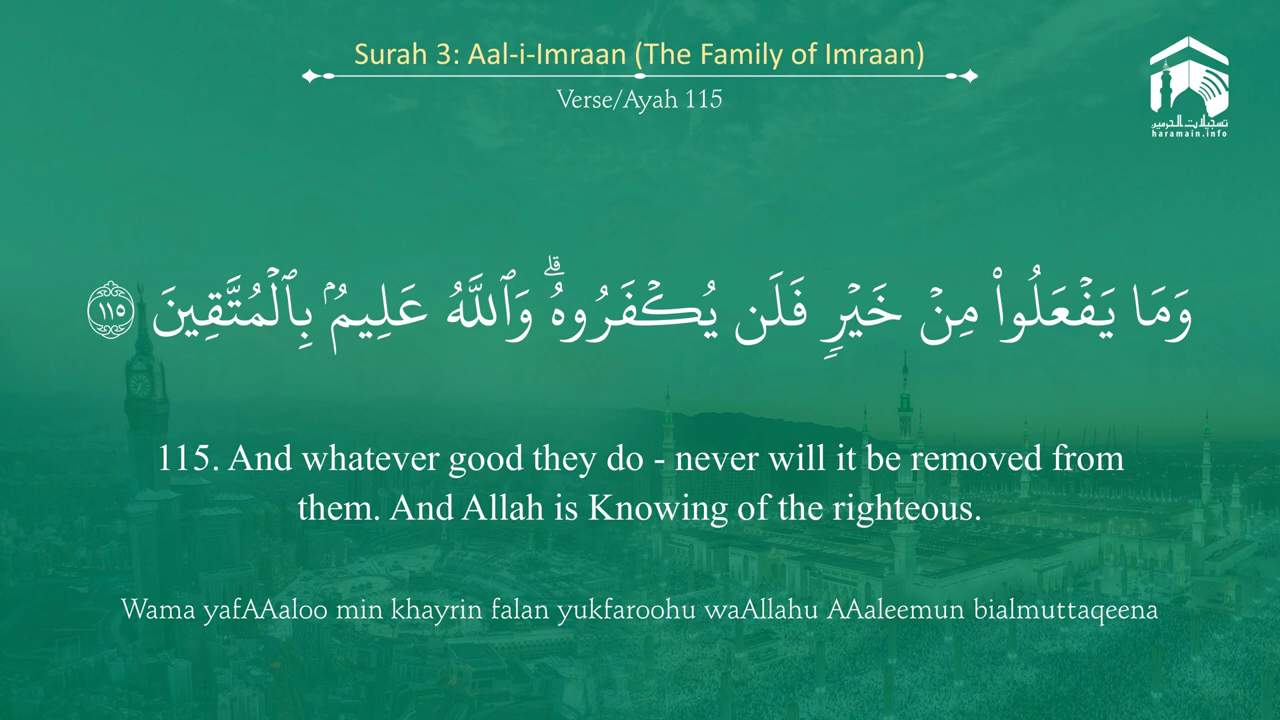 Surah 3: Aal-i-Imraan (The Family of Imraan)
Verse/Ayah 115
تسجيلات الحرمين
haramain.info
وَمَا يَفْعَلُوا۟ مِنْ خَيْرٍ فَلَن يُكْفَرُوهُ ۗ وَٱللَّهُ عَلِيمٌۢ بِٱلْمُتَّقِينَ ١١٥
115. And whatever good they do - never will it be removed from
them. And Allah is Knowing of the righteous.
Wama yafAAaloo min khayrin falan yukfaroohu waAllahu AAaleemun bialmuttaqeena